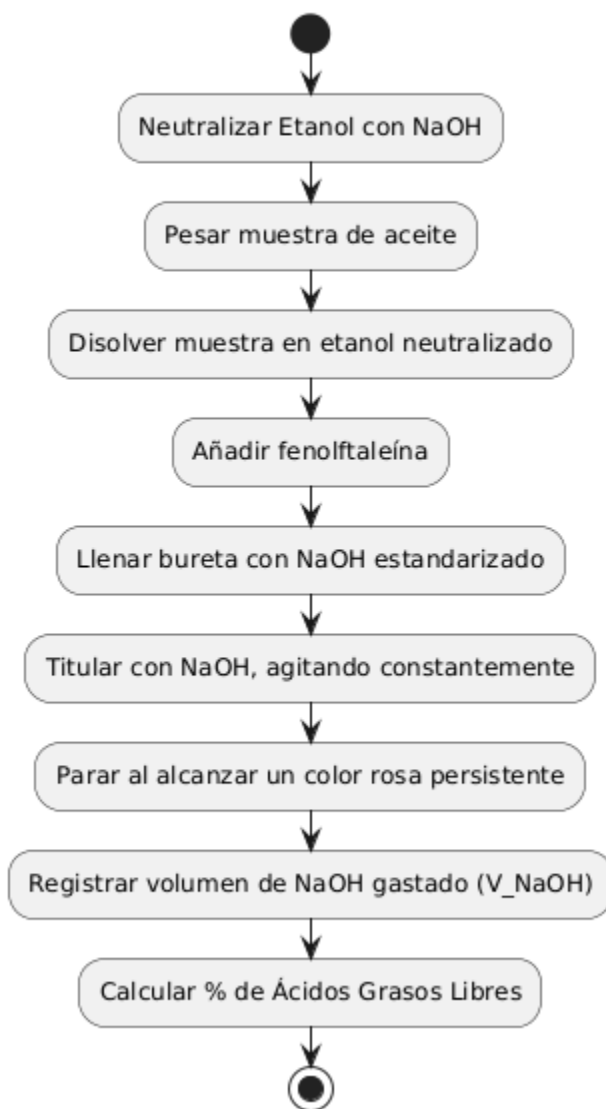 Neutralizar Etanol con NaOH
Pesar muestra de aceite
Disolver muestra en etanol neutralizado
Añadir fenolftaleína
Llenar bureta con NaOH estandarizado
Titular con NaOH, agitando constantemente
Parar al alcanzar un color rosa persistente
Registrar volumen de NaOH gastado (V_NaOH)
Calcular % de Ácidos Grasos Libres